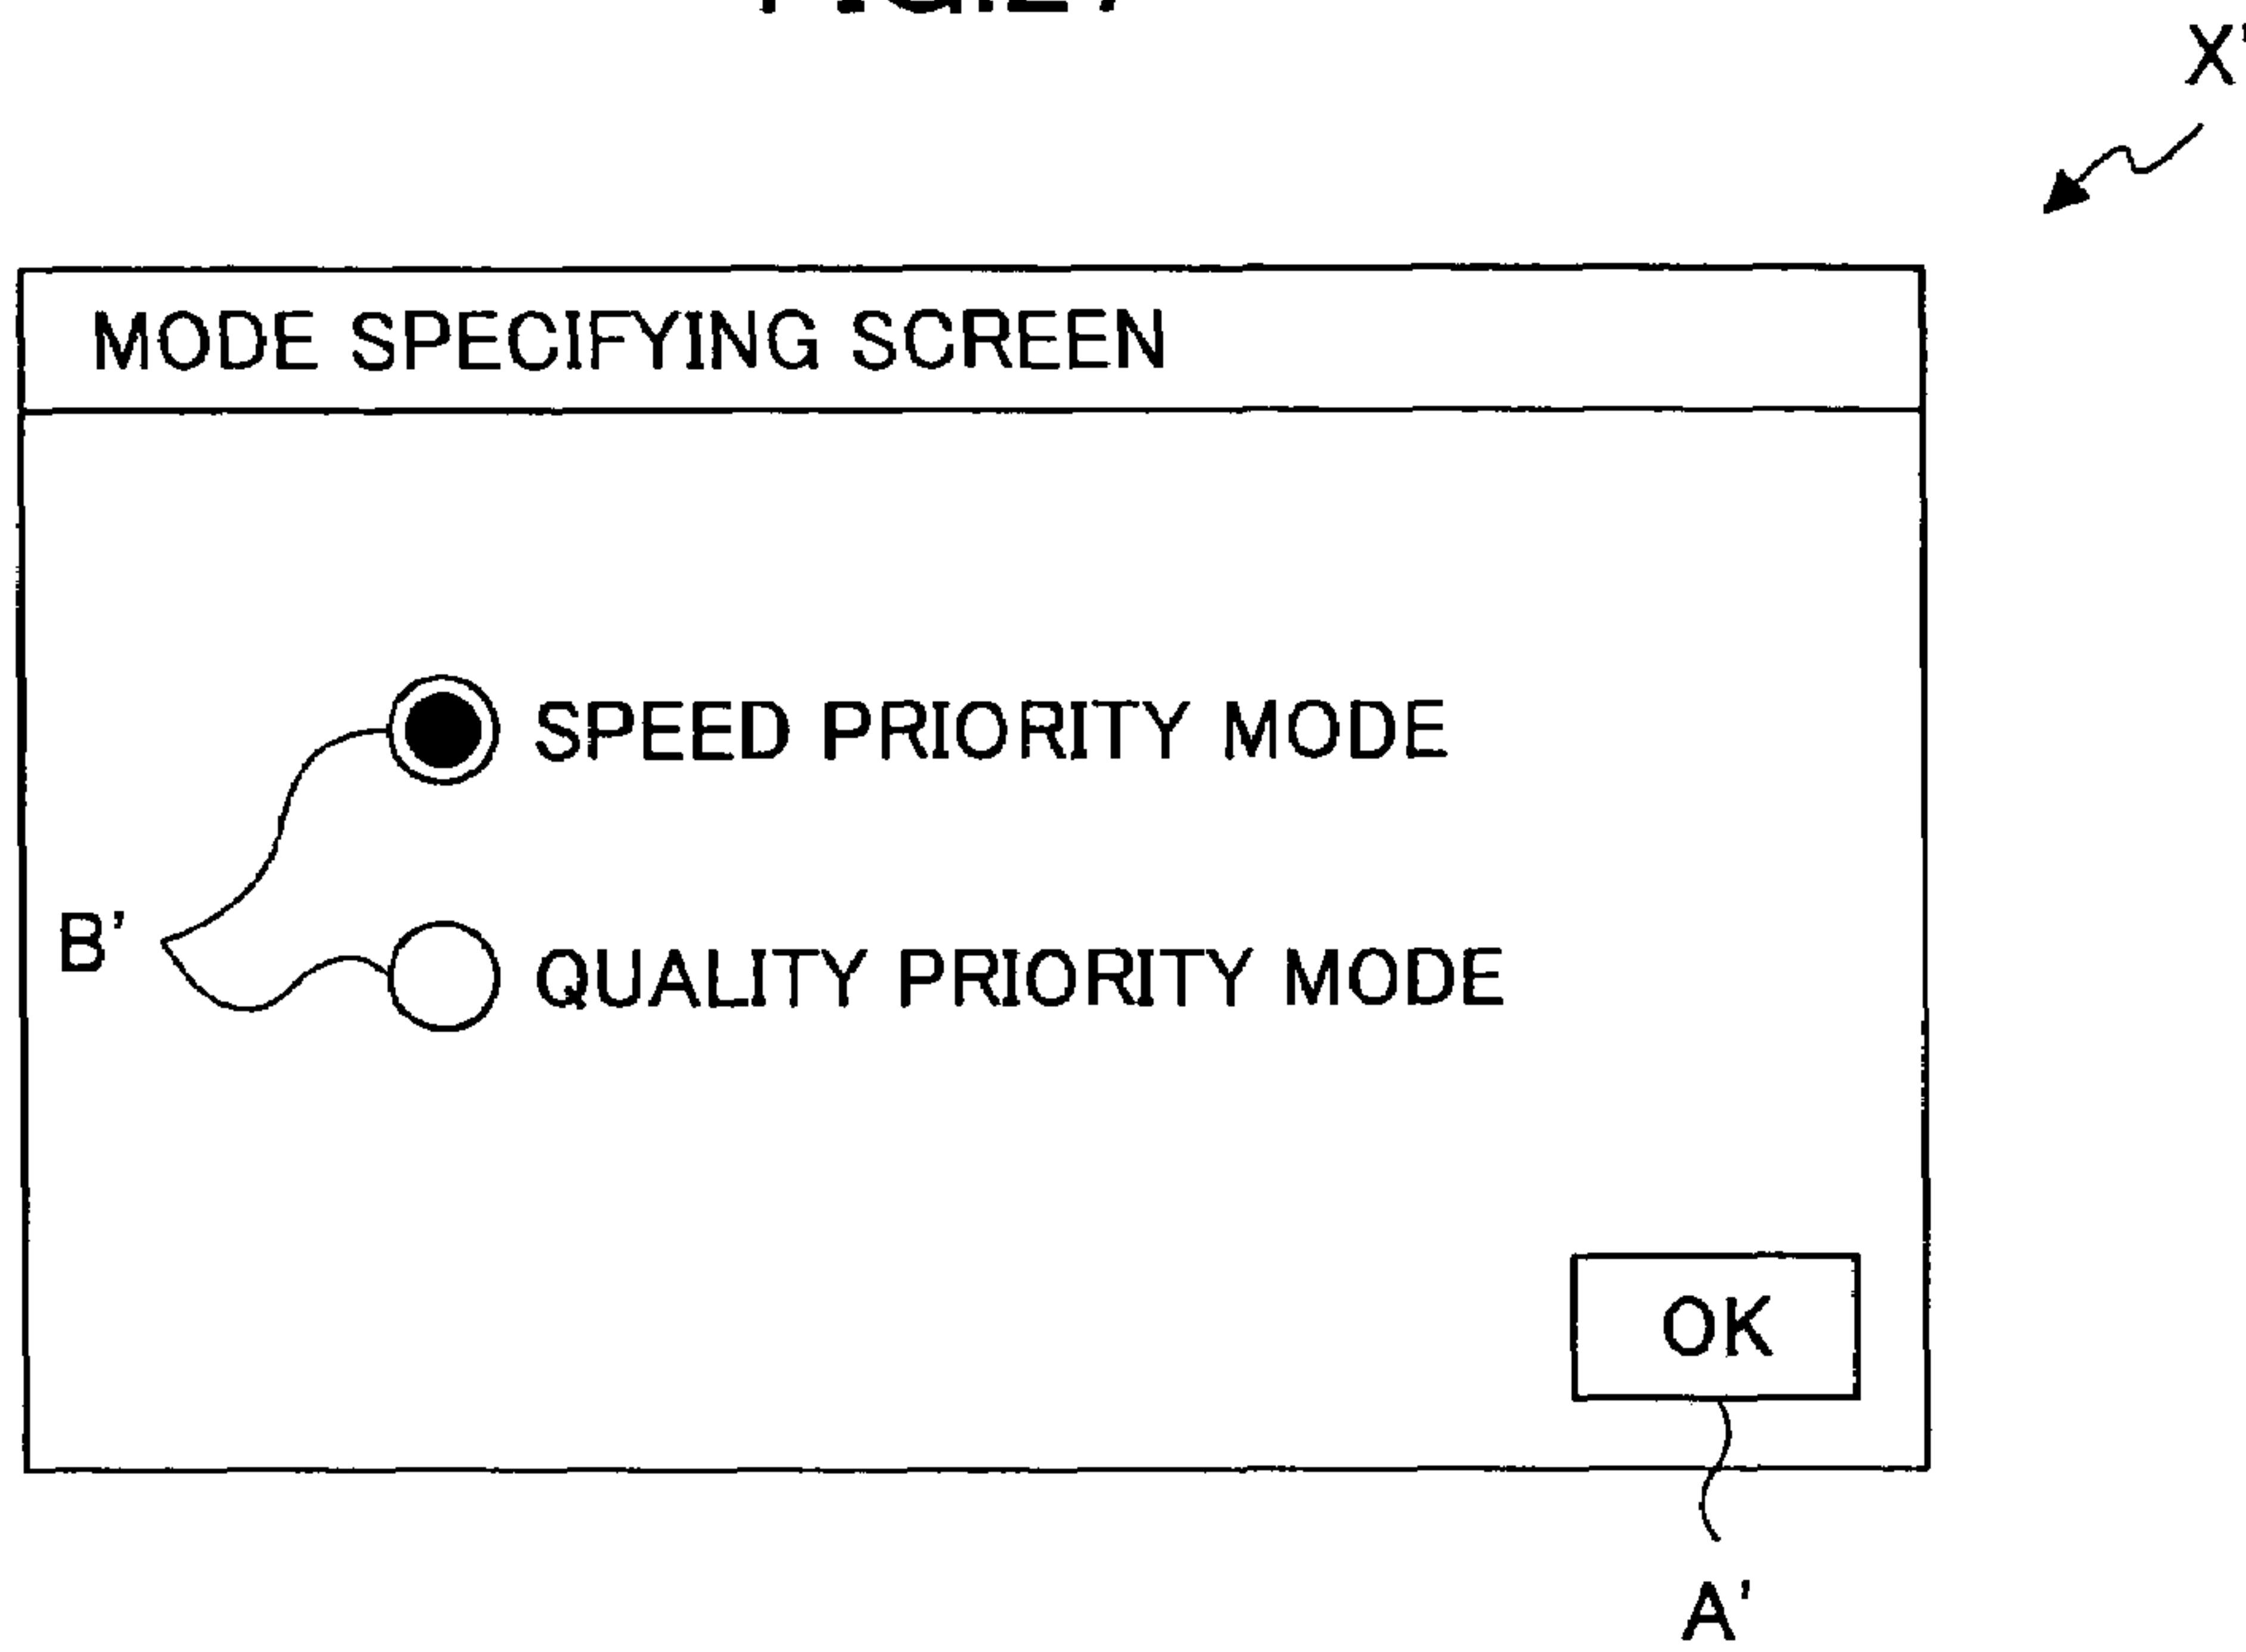 X'
MODE SPECIFYING SCREEN
SPEED PRIORITY MODE
B'
QUALITY PRIORITY MODE
OK
A'